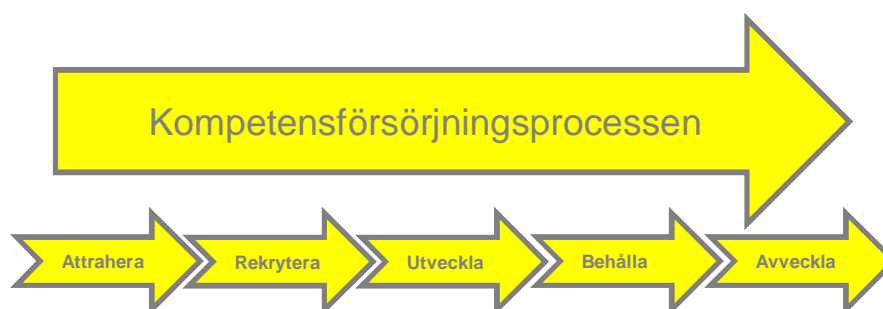 Kompetensförsörjningsprocessen
Attrahera
Rekrytera
Utveckla
Behålla
Avveckla